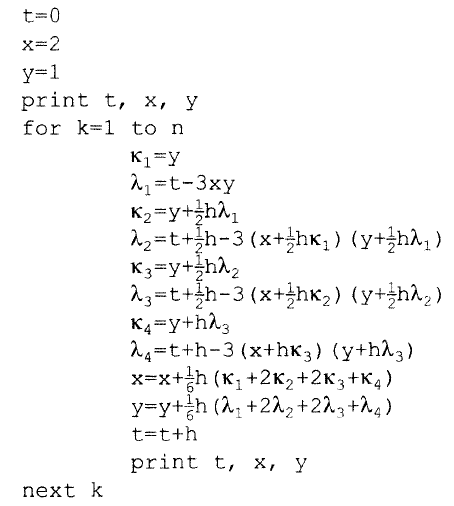 t=0
x=2
y=1
print t, x, y
for k=1 to n
κ₁=y
λ₁=t-3xy
κ₂=y+½hλ₁
λ₂=t+½h-3(x+½hκ₁)(y+½hλ₁)
κ₃=y+½hλ₂
λ₃=t+½h-3(x+½hκ₂)(y+½hλ₂)
κ₄=y+hλ₃
λ₄=t+h-3(x+hκ₃)(y+hλ₃)
x=x+⅙h(κ₁+2κ₂+2κ₃+κ₄)
y=y+⅙h(λ₁+2λ₂+2λ₃+λ₄)
t=t+h
print t, x, y
next k